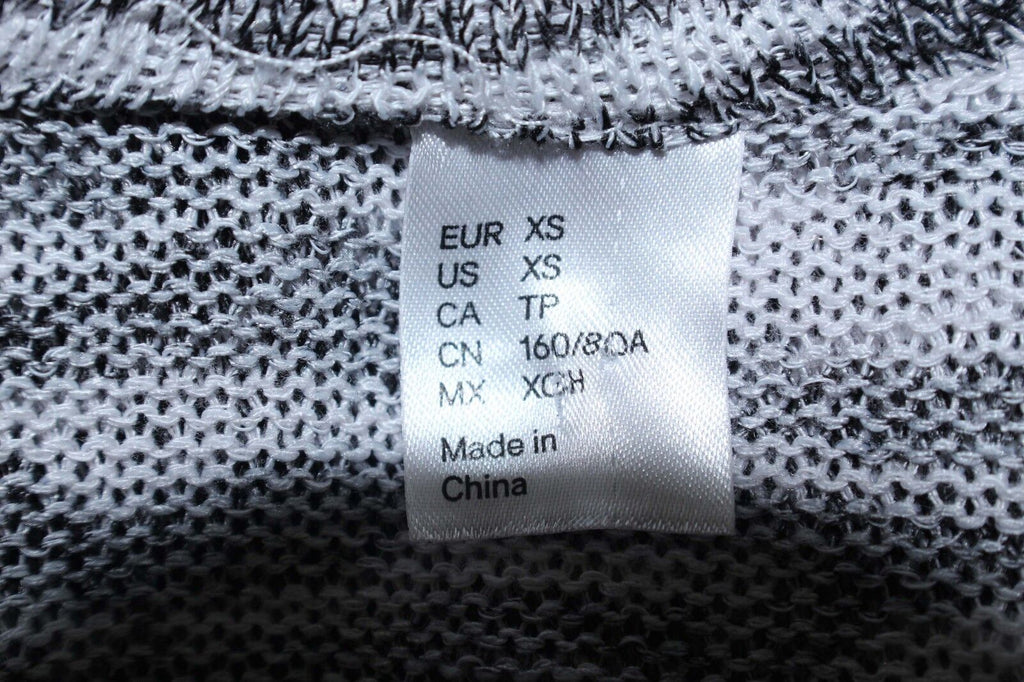 EUR XS
US XS
CA TP
CN 160/80A
MX XCH
Made in
China